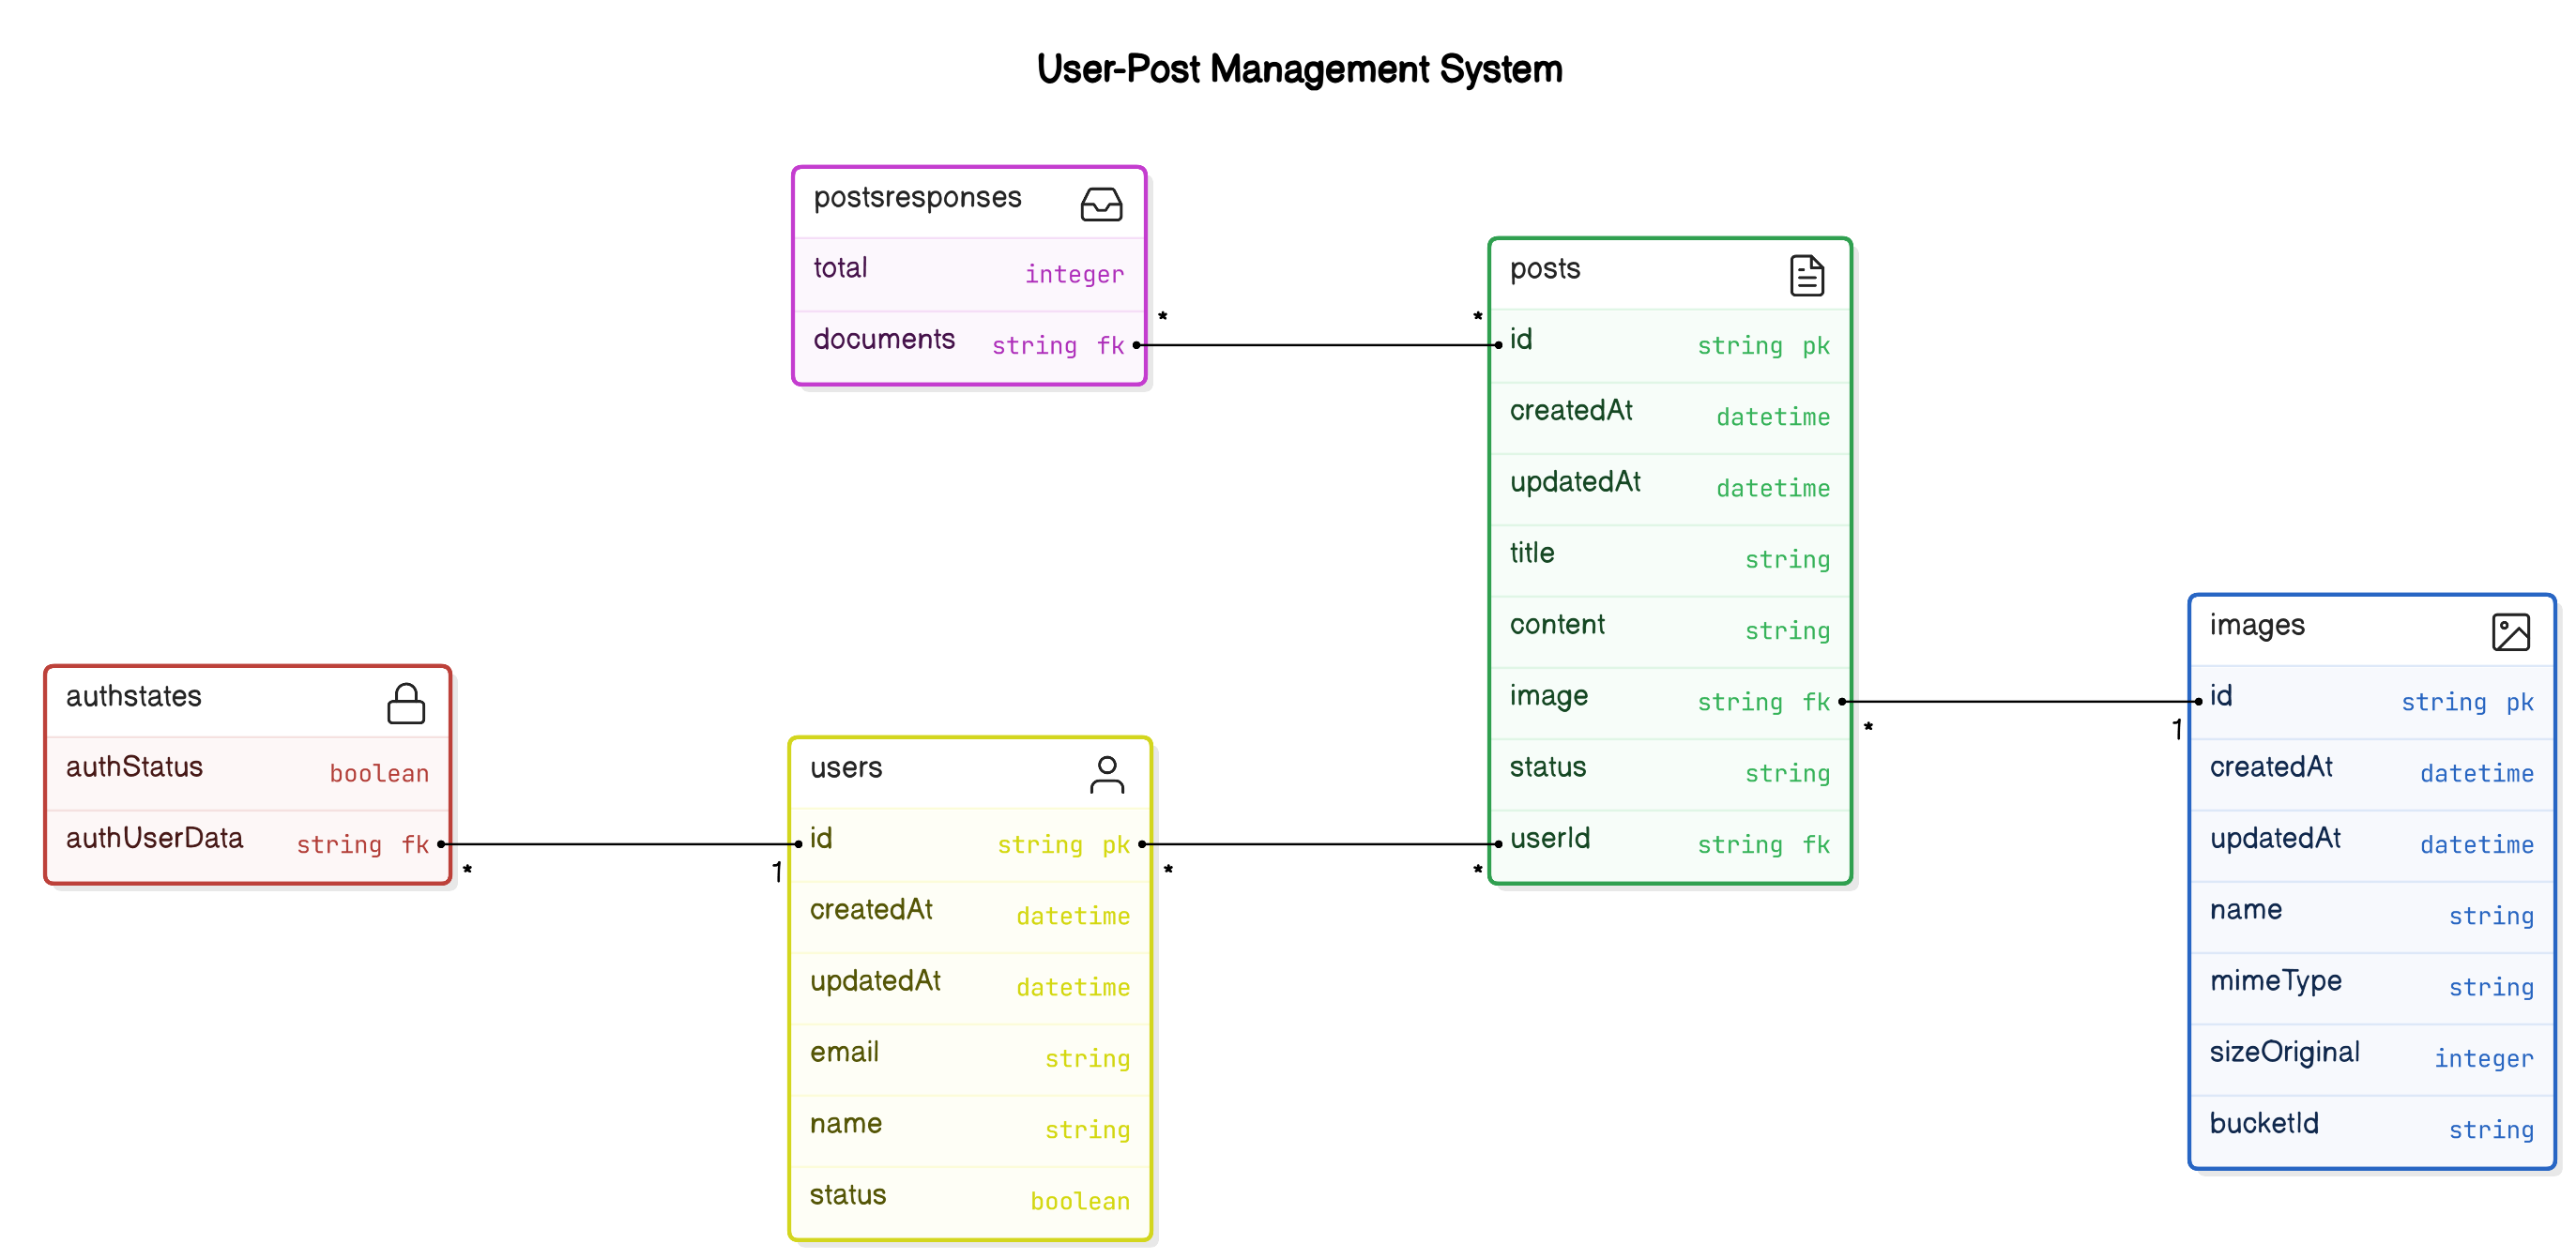 User-Post Management System
postsresponses
total integer
documents string fk
* *
posts
id string pk
createdAt datetime
updatedAt datetime
title string
content string
image string fk
status string
userId string fk
* 1
images
id string pk
createdAt datetime
updatedAt datetime
name string
mimeType string
sizeOriginal integer
bucketId string
authstates
authStatus boolean
authUserData string fk
* 1
users
id string pk
createdAt datetime
updatedAt datetime
email string
name string
status boolean
* *